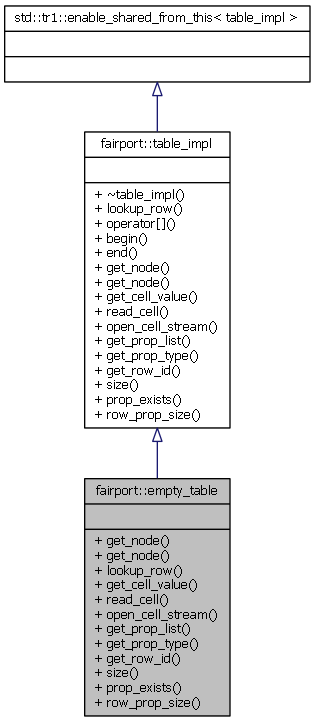 std::tr1::enable_shared_from_this< table_impl >
fairport::table_impl
+ ~table_impl()
+ lookup_row()
+ operator[]()
+ begin()
+ end()
+ get_node()
+ get_node()
+ get_cell_value()
+ read_cell()
+ open_cell_stream()
+ get_prop_list()
+ get_prop_type()
+ get_row_id()
+ size()
+ prop_exists()
+ row_prop_size()
fairport::empty_table
+ get_node()
+ get_node()
+ lookup_row()
+ get_cell_value()
+ read_cell()
+ open_cell_stream()
+ get_prop_list()
+ get_prop_type()
+ get_row_id()
+ size()
+ prop_exists()
+ row_prop_size()